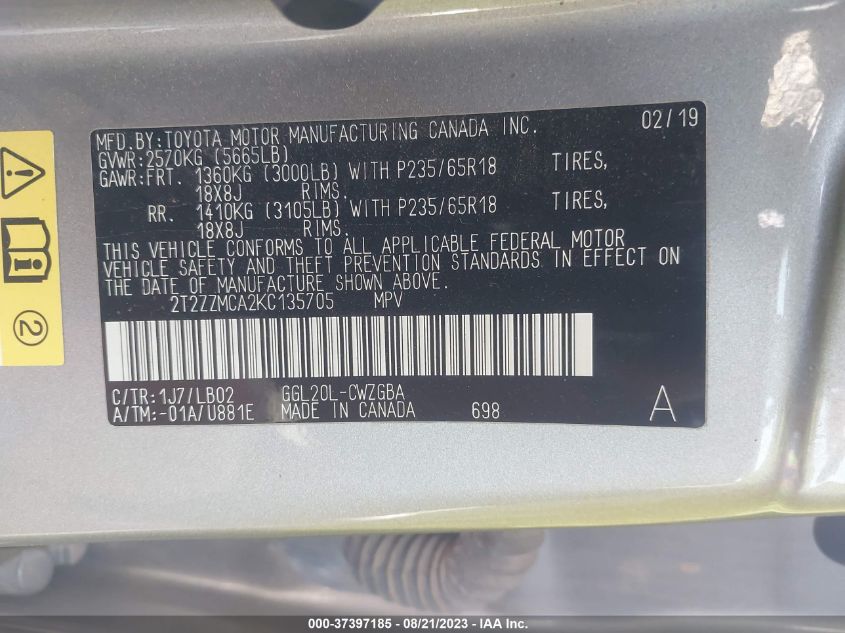 MFD.BY:TOYOTA MOTOR MANUFACTURING CANADA INC. 02/19
GVWR:2570KG (5665LB)
GAWR:FRT. 1360KG (3000LB) WITH P235/65R18 TIRES,
18X8J RIMS.
RR. 1410KG (3105LB) WITH P235/65R18 TIRES,
18X8J RIMS.
THIS VEHICLE CONFORMS TO ALL APPLICABLE FEDERAL MOTOR
VEHICLE SAFETY AND THEFT PREVENTION STANDARDS IN EFFECT ON
THE DATE OF MANUFACTURE SHOWN ABOVE.
2T2ZZMCA2KC135705 MPV
C/TR:1J7/LB02 GGL20L-CWZGBA
A/TM:-01A/U881E MADE IN CANADA 698 A
2
000-37397185 - 08/21/2023 - IAA Inc.